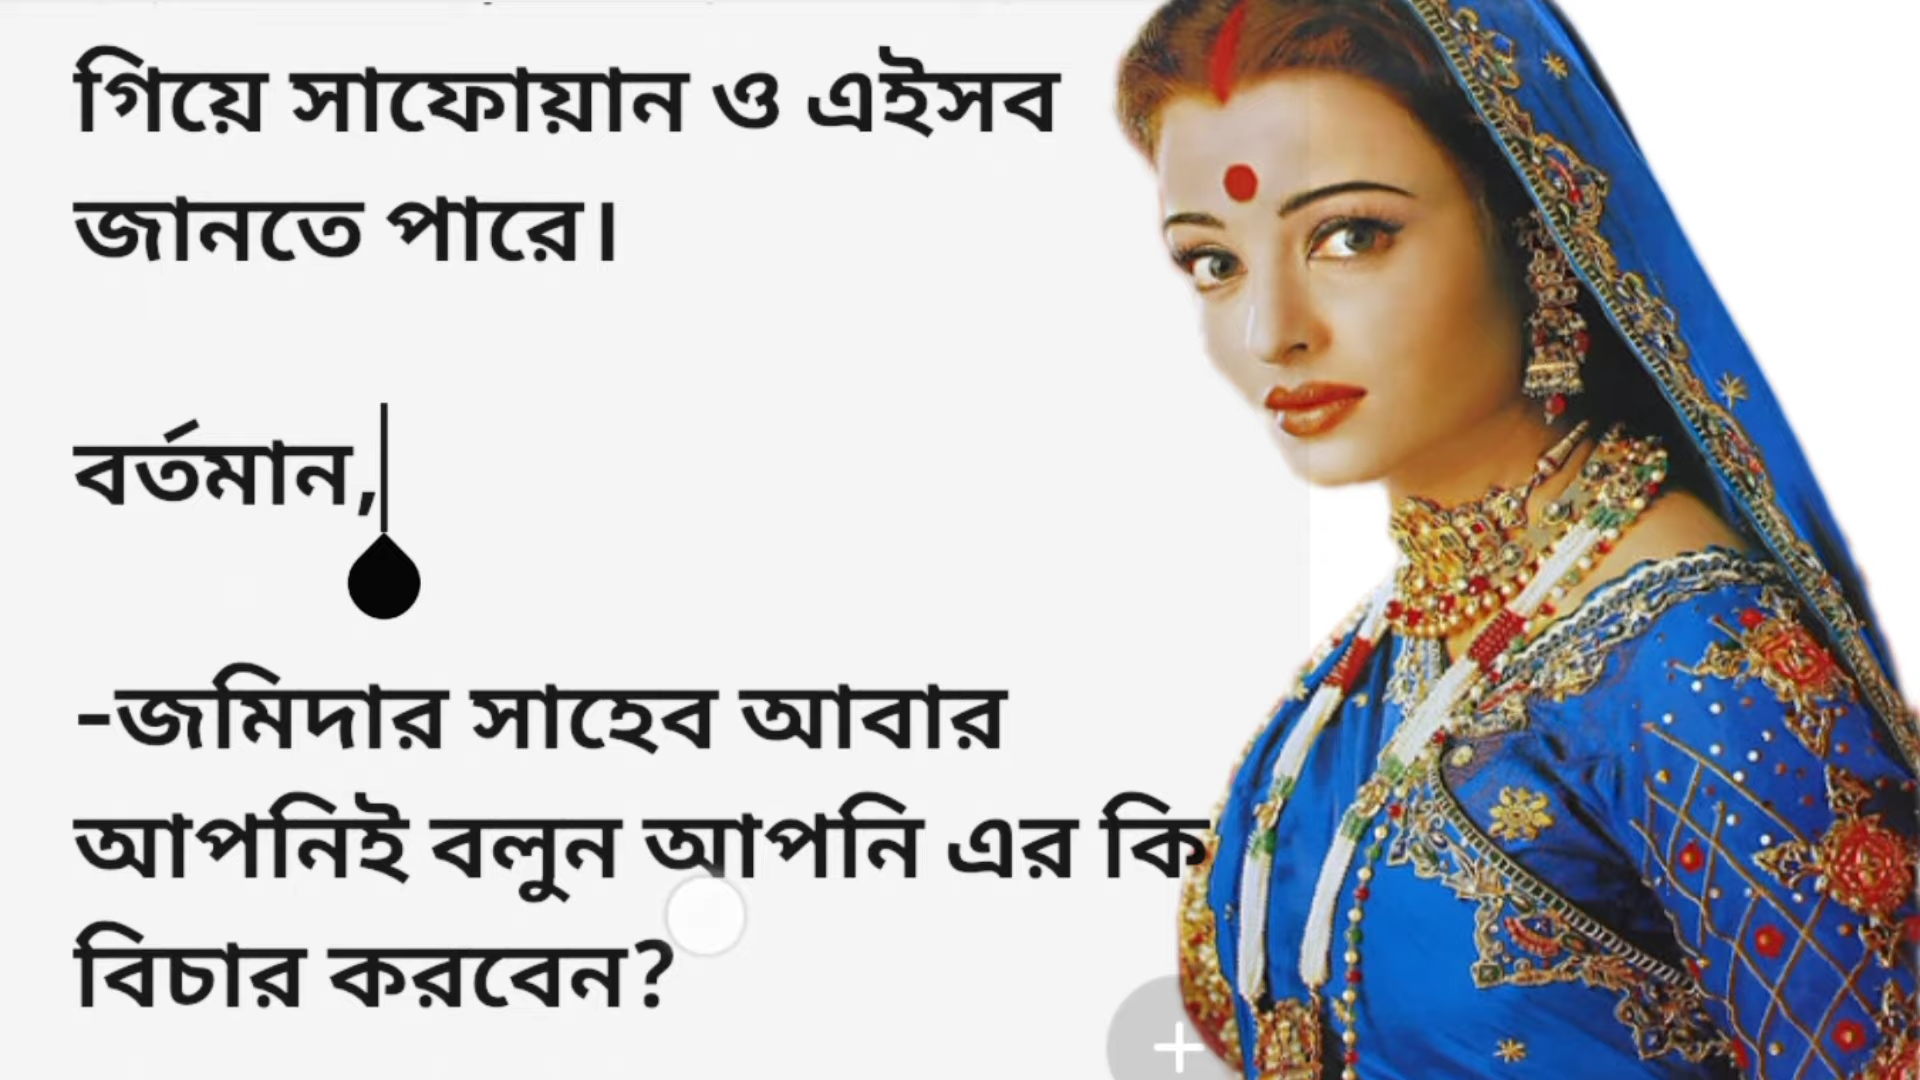 গিয়ে সাফোয়ান ও এইসব
জানতে পারে।
বর্তমান,
-জমিদার সাহেব আবার
আপনিই বলুন আপনি এর কি
বিচার করবেন?